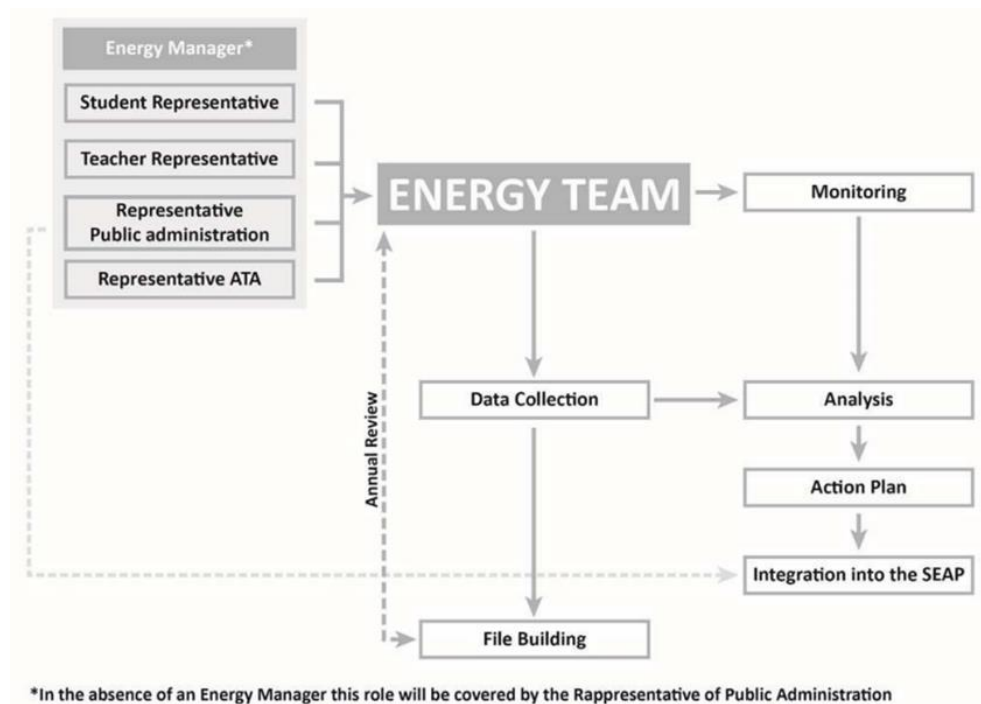 Energy Manager*
Student Representative
Teacher Representative
Representative
Public administration
Representative ATA
ENERGY TEAM
Monitoring
Annual Review
Data Collection
Analysis
Action Plan
Integration into the SEAP
File Building
*In the absence of an Energy Manager this role will be covered by the Rappresentative of Public Administration